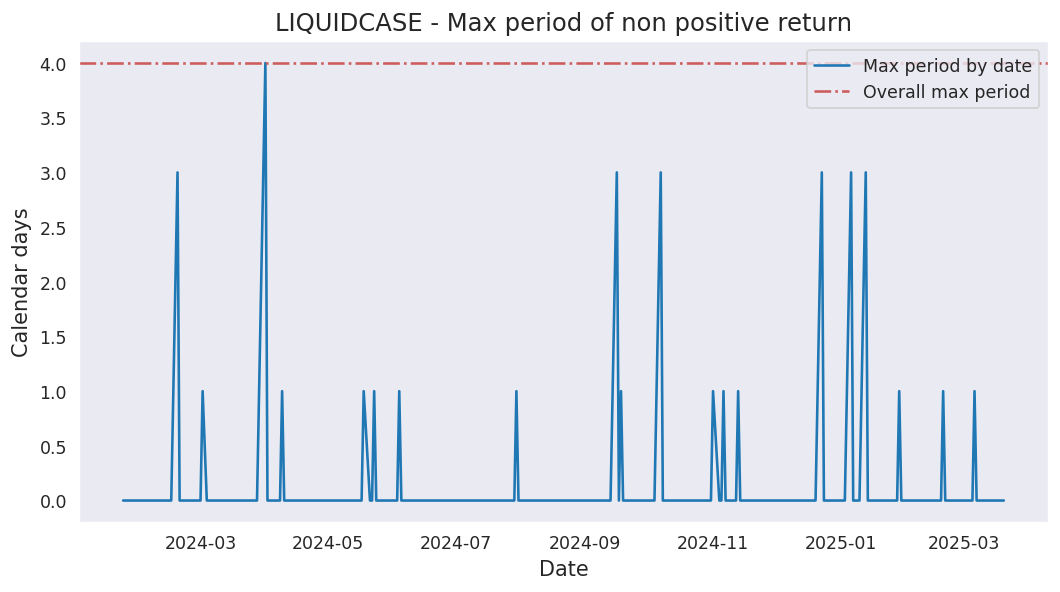 LIQUIDCASE - Max period of non positive return
Max period by date
Overall max period
Calendar days
4.0
3.5
3.0
2.5
2.0
1.5
1.0
0.5
0.0
2024-03 2024-05 2024-07 2024-09 2024-11 2025-01 2025-03
Date